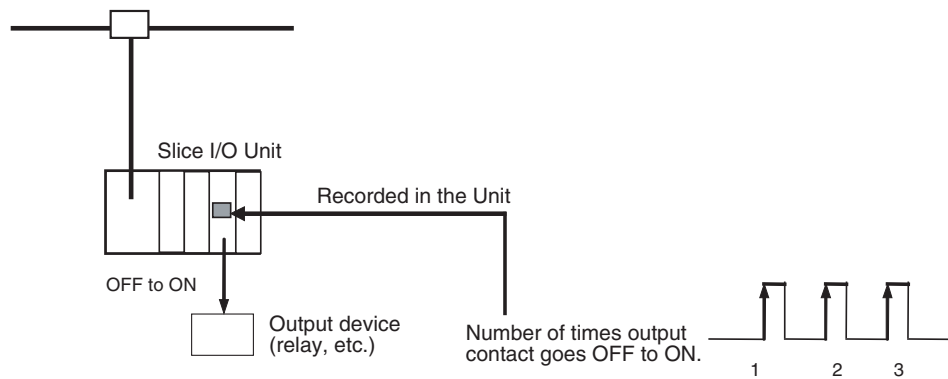 Slice I/O Unit
Recorded in the Unit
OFF to ON
Output device
(relay, etc.)
Number of times output
contact goes OFF to ON.
1 2 3